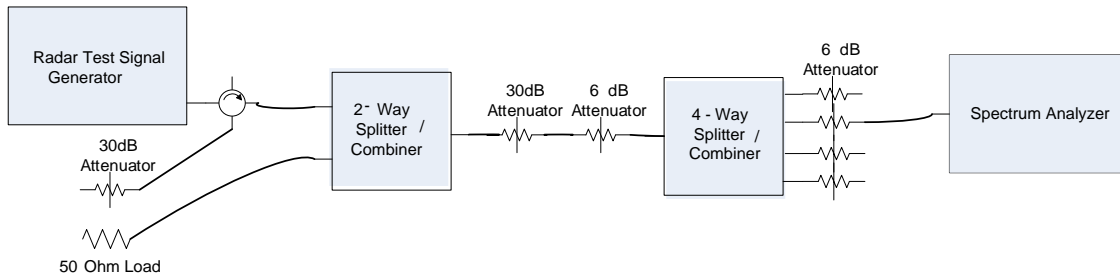 Radar Test Signal
Generator
30dB
Attenuator
50 Ohm Load
2- Way
Splitter /
Combiner
30dB
Attenuator
6 dB
Attenuator
4 - Way
Splitter /
Combiner
6 dB
Attenuator
Spectrum Analyzer